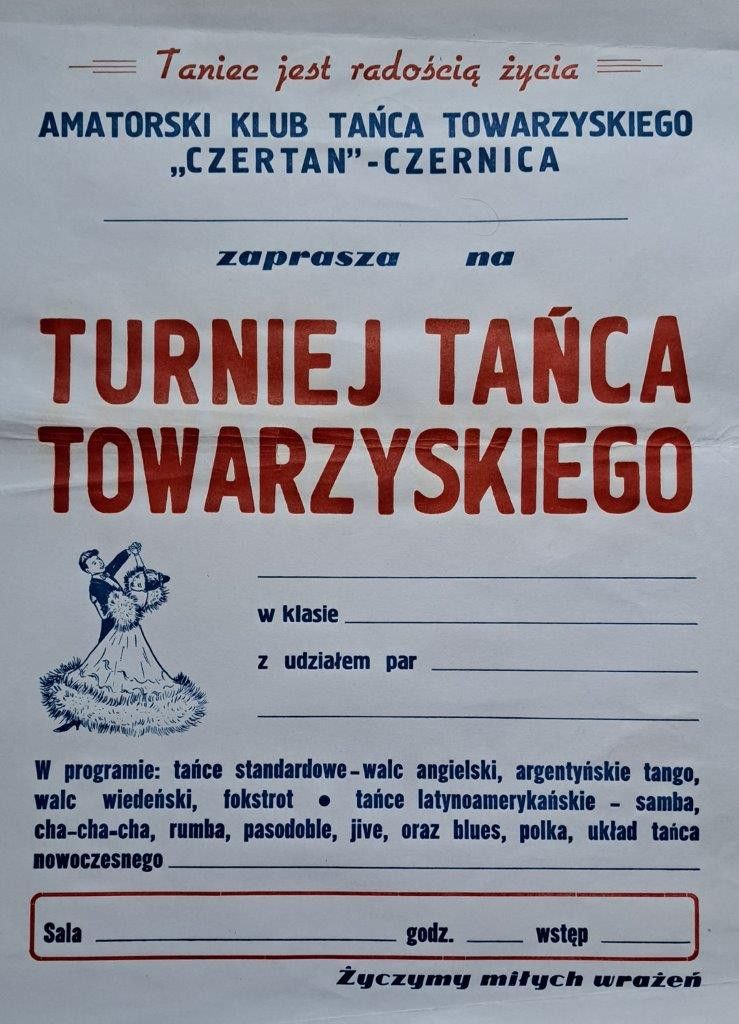 Taniec jest radością życia
AMATORSKI KLUB TAŃCA TOWARZYSKIEGO
„CZERTAN”-CZERNICA
zaprasza na
TURNIEJ TAŃCA
TOWARZYSKIEGO
w klasie
z udziałem par
W programie: tańce standardowe-walc angielski, argentyńskie tango,
walc wiedeński, fokstrot • tańce latynoamerykańskie – samba,
cha-cha-cha, rumba, pasodoble, jive, oraz blues, polka, układ tańca
nowoczesnego
Sala godz. wstęp
Życzymy miłych wrażeń